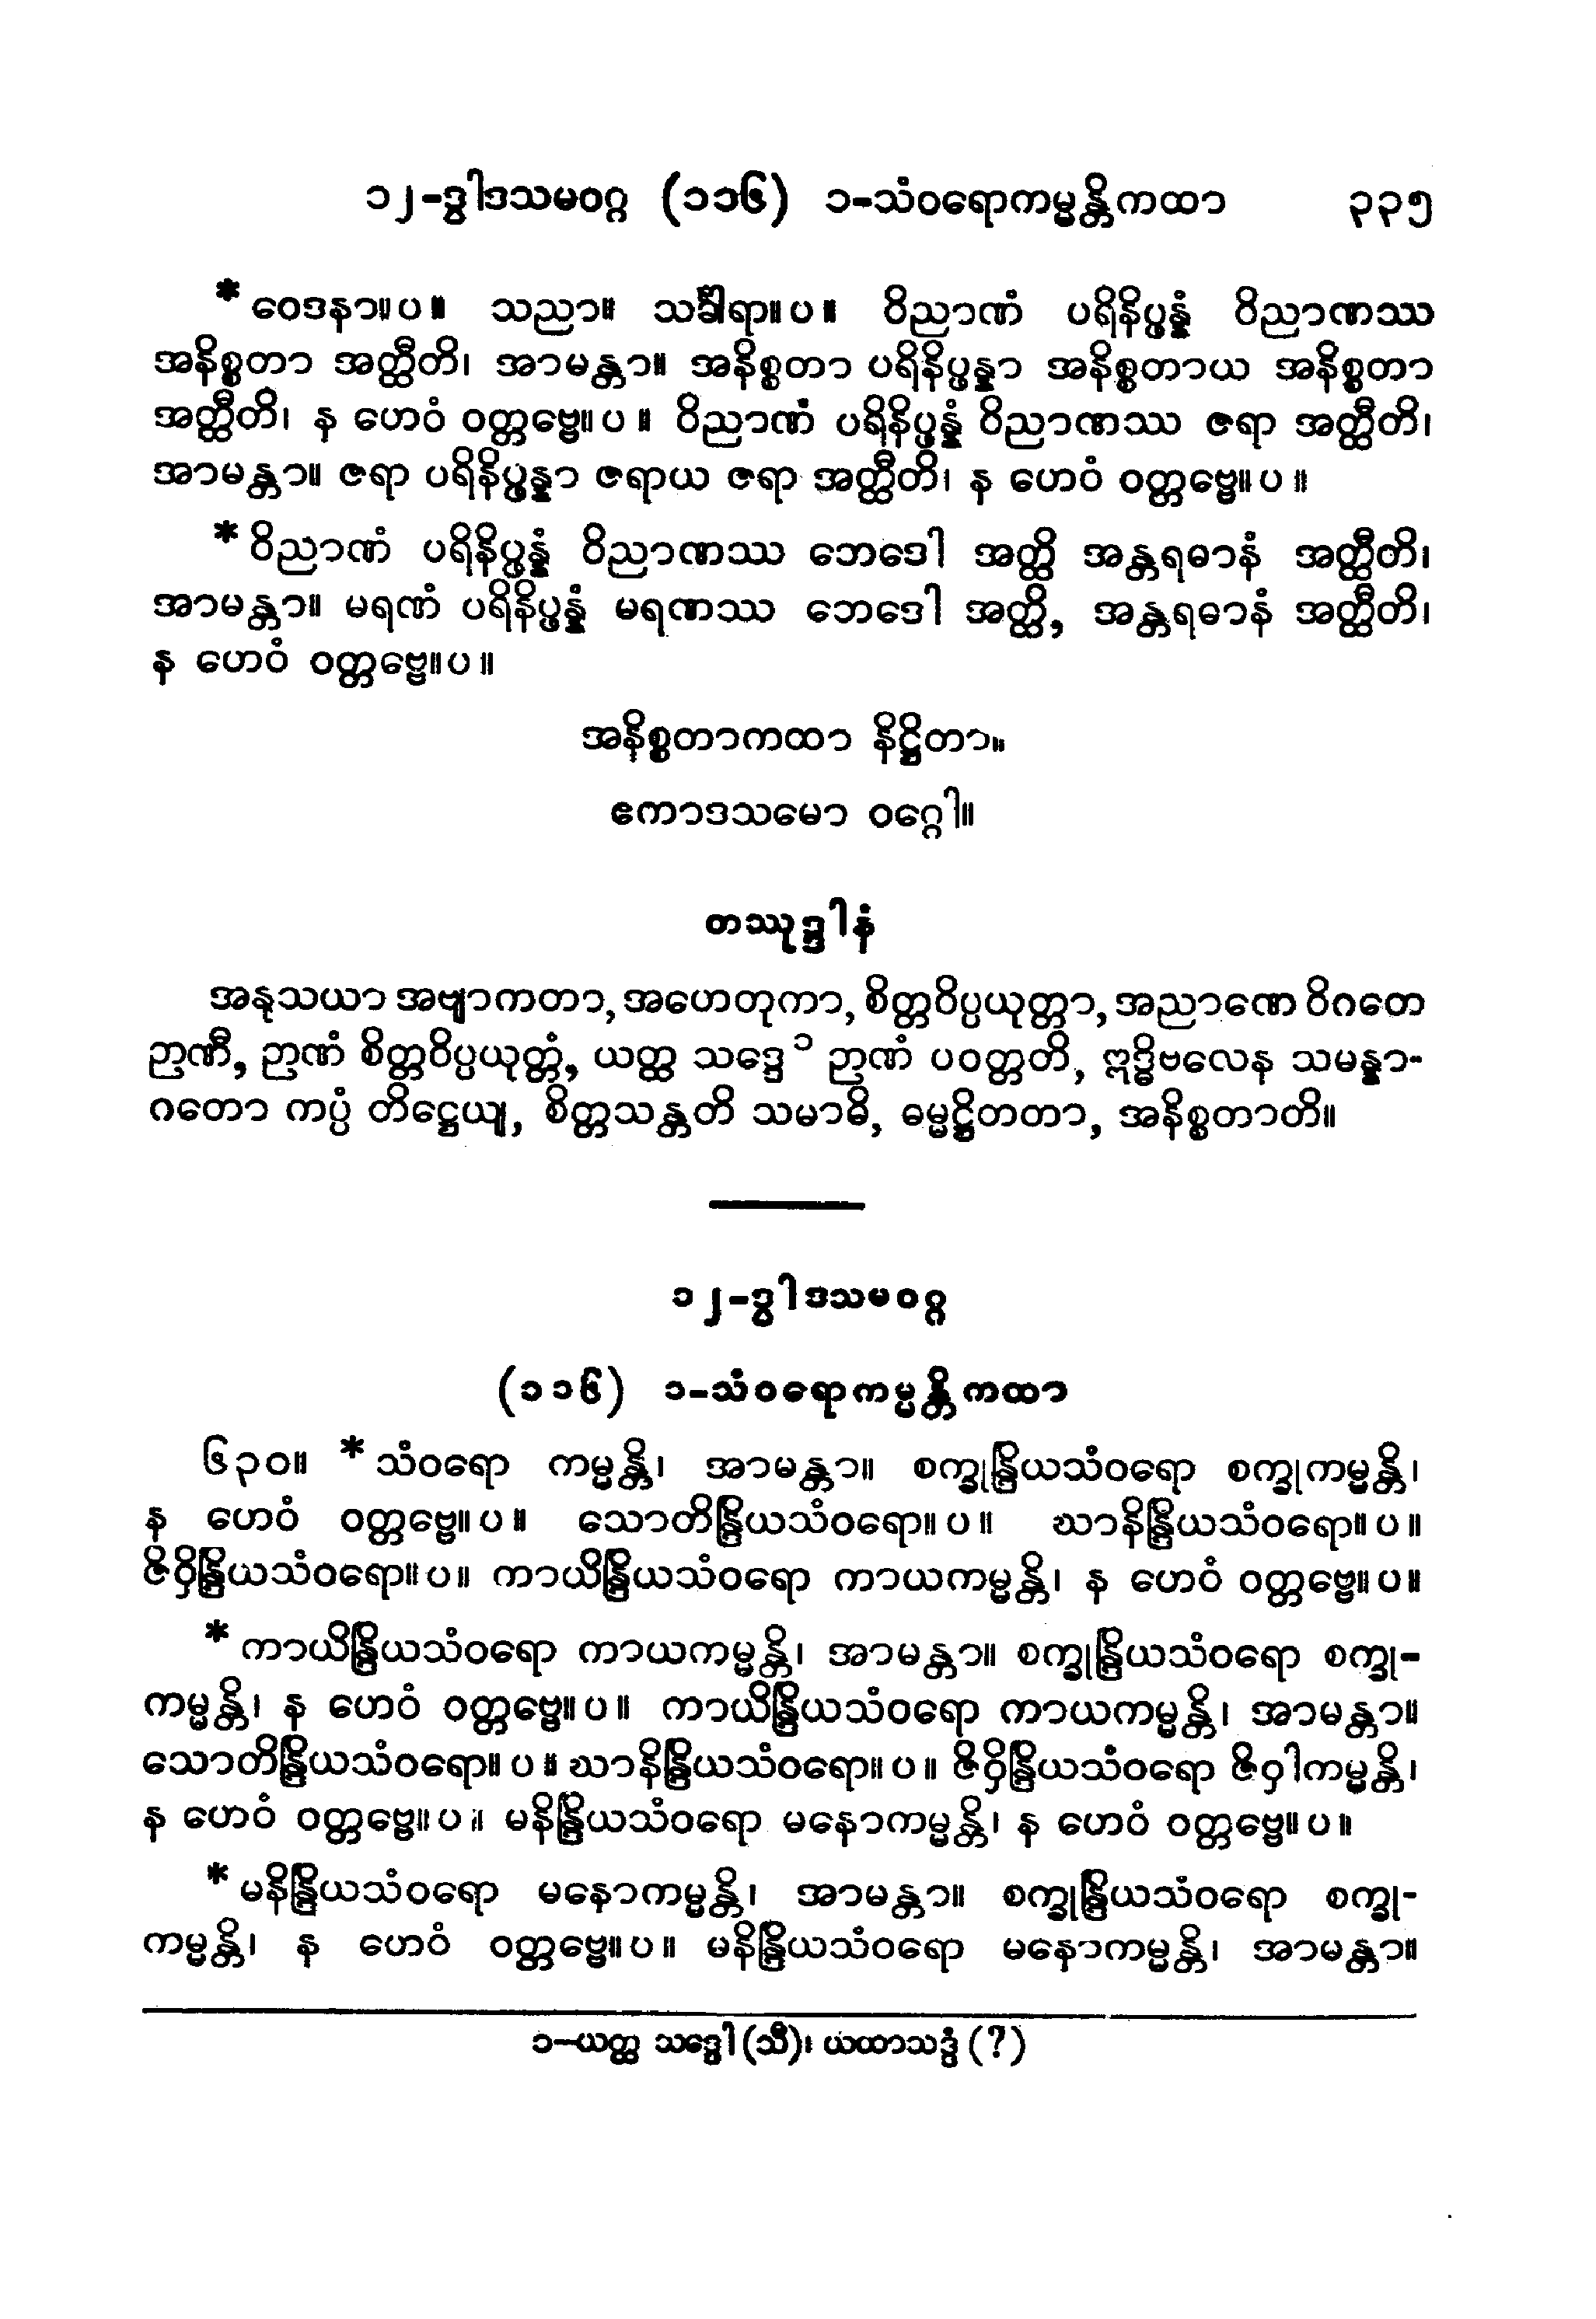 ၁၂-ဒွါဒသမဝဂ္ဂ (၁၁၆) ၁-သံဝရောကမ္မန္တိကထာ ၃၃၅
* ဝေဒနာ။ပ။ သညာ။ သင်္ခါရာ။ပ။ ဝိညာဏံ ပရိနိပ္ဖန္နံ ဝိညာဏဿ
အနိစ္စတာ အတ္ထီတိ၊ အာမန္တာ။ အနိစ္စတာ ပရိနိပ္ဖန္နာ အနိစ္စတာယ အနိစ္စတာ
အတ္ထီတိ၊ န ဟေဝံ ဝတ္တဗ္ဗေ။ပ။ ဝိညာဏံ ပရိနိပ္ဖန္နံ ဝိညာဏဿ ဇရာ အတ္ထီတိ၊
အာမန္တာ။ ဇရာ ပရိနိပ္ဖန္နာ ဇရာယ ဇရာ အတ္ထီတိ၊ န ဟေဝံ ဝတ္တဗ္ဗေ။ပ။
* ဝိညာဏံ ပရိနိပ္ဖန္နံ ဝိညာဏဿ ဘေဒေါ အတ္ထိ အန္တရဓာနံ အတ္ထီတိ၊
အာမန္တာ။ မရဏံ ပရိနိပ္ဖန္နံ မရဏဿ ဘေဒေါ အတ္ထိ, အန္တရဓာနံ အတ္ထီတိ၊
န ဟေဝံ ဝတ္တဗ္ဗေ။ပ။
အနိစ္စတာကထာ နိဋ္ဌိတာ။
ဧကာဒသမော ဝဂ္ဂေါ။
တဿုဒ္ဒါနံ
အနုသယာ အဗျာကတာ, အဟေတုကာ, စိတ္တဝိပ္ပယုတ္တာ, အညာဏေ ဝိဂတေ
ဉာဏီ, ဉာဏံ စိတ္တဝိပ္ပယုတ္တံ, ယတ္ထ သဒ္ဒေ ၁ ဉာဏံ ပဝတ္တတိ, ဣဒ္ဓိဗလေန သမန္နာ-
ဂတော ကပ္ပံ တိဋ္ဌေယျ, စိတ္တသန္တတိ သမာဓိ, ဓမ္မဋ္ဌိတတာ, အနိစ္စတာတိ။
၁၂-ဒွါဒသမဝဂ္ဂ
(၁၁၆) ၁-သံဝရောကမ္မန္တိကထာ
၆၃၀။ * သံဝရော ကမ္မန္တိ၊ အာမန္တာ။ စက္ခုန္ဒြိယသံဝရော စက္ခုကမ္မန္တိ၊
န ဟေဝံ ဝတ္တဗ္ဗေ။ပ။ သောတိန္ဒြိယသံဝရော။ပ။ ဃာနိန္ဒြိယသံဝရော။ပ။
ဇိဝှိန္ဒြိယသံဝရော။ပ။ ကာယိန္ဒြိယသံဝရော ကာယကမ္မန္တိ၊ န ဟေဝံ ဝတ္တဗ္ဗေ။ပ။
* ကာယိန္ဒြိယသံဝရော ကာယကမ္မန္တိ၊ အာမန္တာ။ စက္ခုန္ဒြိယသံဝရော စက္ခု-
ကမ္မန္တိ၊ န ဟေဝံ ဝတ္တဗ္ဗေ။ပ။ ကာယိန္ဒြိယသံဝရော ကာယကမ္မန္တိ၊ အာမန္တာ။
သောတိန္ဒြိယသံဝရော။ပ။ ဃာနိန္ဒြိယသံဝရော။ပ။ ဇိဝှိန္ဒြိယသံဝရော ဇိဝှါကမ္မန္တိ၊
န ဟေဝံ ဝတ္တဗ္ဗေ။ပ။ မနိန္ဒြိယသံဝရော မနောကမ္မန္တိ၊ န ဟေဝံ ဝတ္တဗ္ဗေ။ပ။
* မနိန္ဒြိယသံဝရော မနောကမ္မန္တိ၊ အာမန္တာ။ စက္ခုန္ဒြိယသံဝရော စက္ခု-
ကမ္မန္တိ၊ န ဟေဝံ ဝတ္တဗ္ဗေ။ပ။ မနိန္ဒြိယသံဝရော မနောကမ္မန္တိ၊ အာမန္တာ။
၁-ယတ္ထ သဒ္ဒေါ (သီ)၊ ယထာသဒ္ဒံ (?)